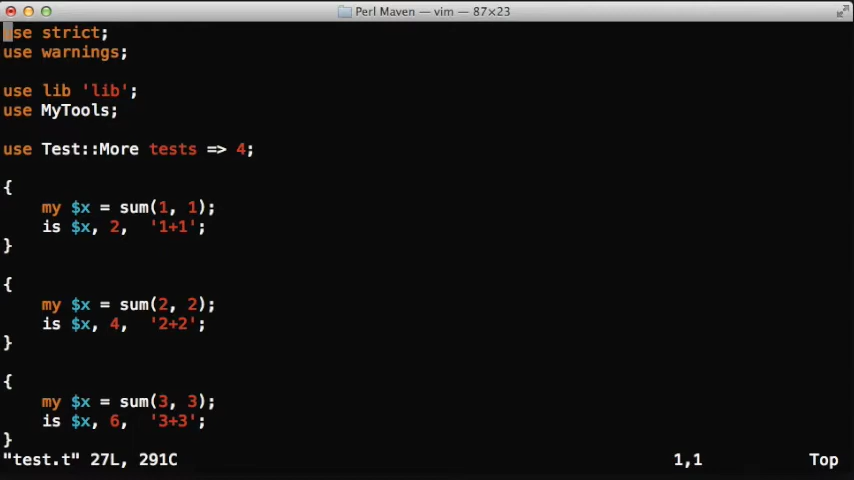 Perl Maven — vim — 87×23
use strict;
use warnings;
use lib 'lib';
use MyTools;
use Test::More tests => 4;
{
my $x = sum(1, 1);
is $x, 2, '1+1';
}
{
my $x = sum(2, 2);
is $x, 4, '2+2';
}
{
my $x = sum(3, 3);
is $x, 6, '3+3';
}
"test.t" 27L, 291C 1,1 Top